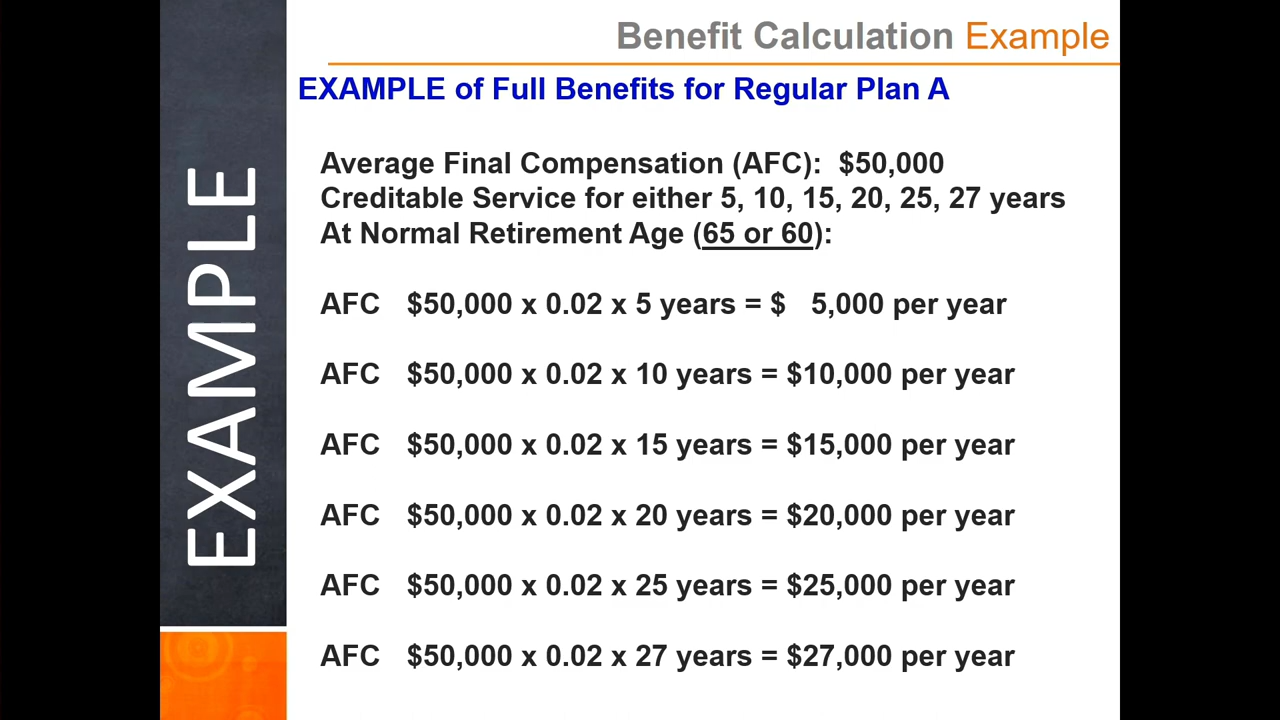 Benefit Calculation Example
EXAMPLE of Full Benefits for Regular Plan A
EXAMPLE
Average Final Compensation (AFC): $50,000
Creditable Service for either 5, 10, 15, 20, 25, 27 years
At Normal Retirement Age (65 or 60):
AFC $50,000 x 0.02 x 5 years = $ 5,000 per year
AFC $50,000 x 0.02 x 10 years = $10,000 per year
AFC $50,000 x 0.02 x 15 years = $15,000 per year
AFC $50,000 x 0.02 x 20 years = $20,000 per year
AFC $50,000 x 0.02 x 25 years = $25,000 per year
AFC $50,000 x 0.02 x 27 years = $27,000 per year